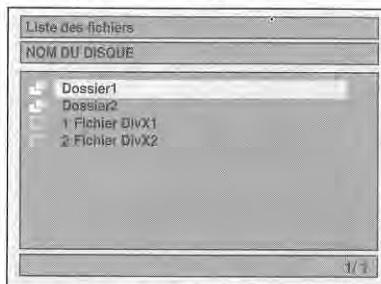 Liste des fichiers
NOM DU DISQUE
Dossier1
Dossier2
1 Fichier DivX1
2 Fichier DivX2
1/1